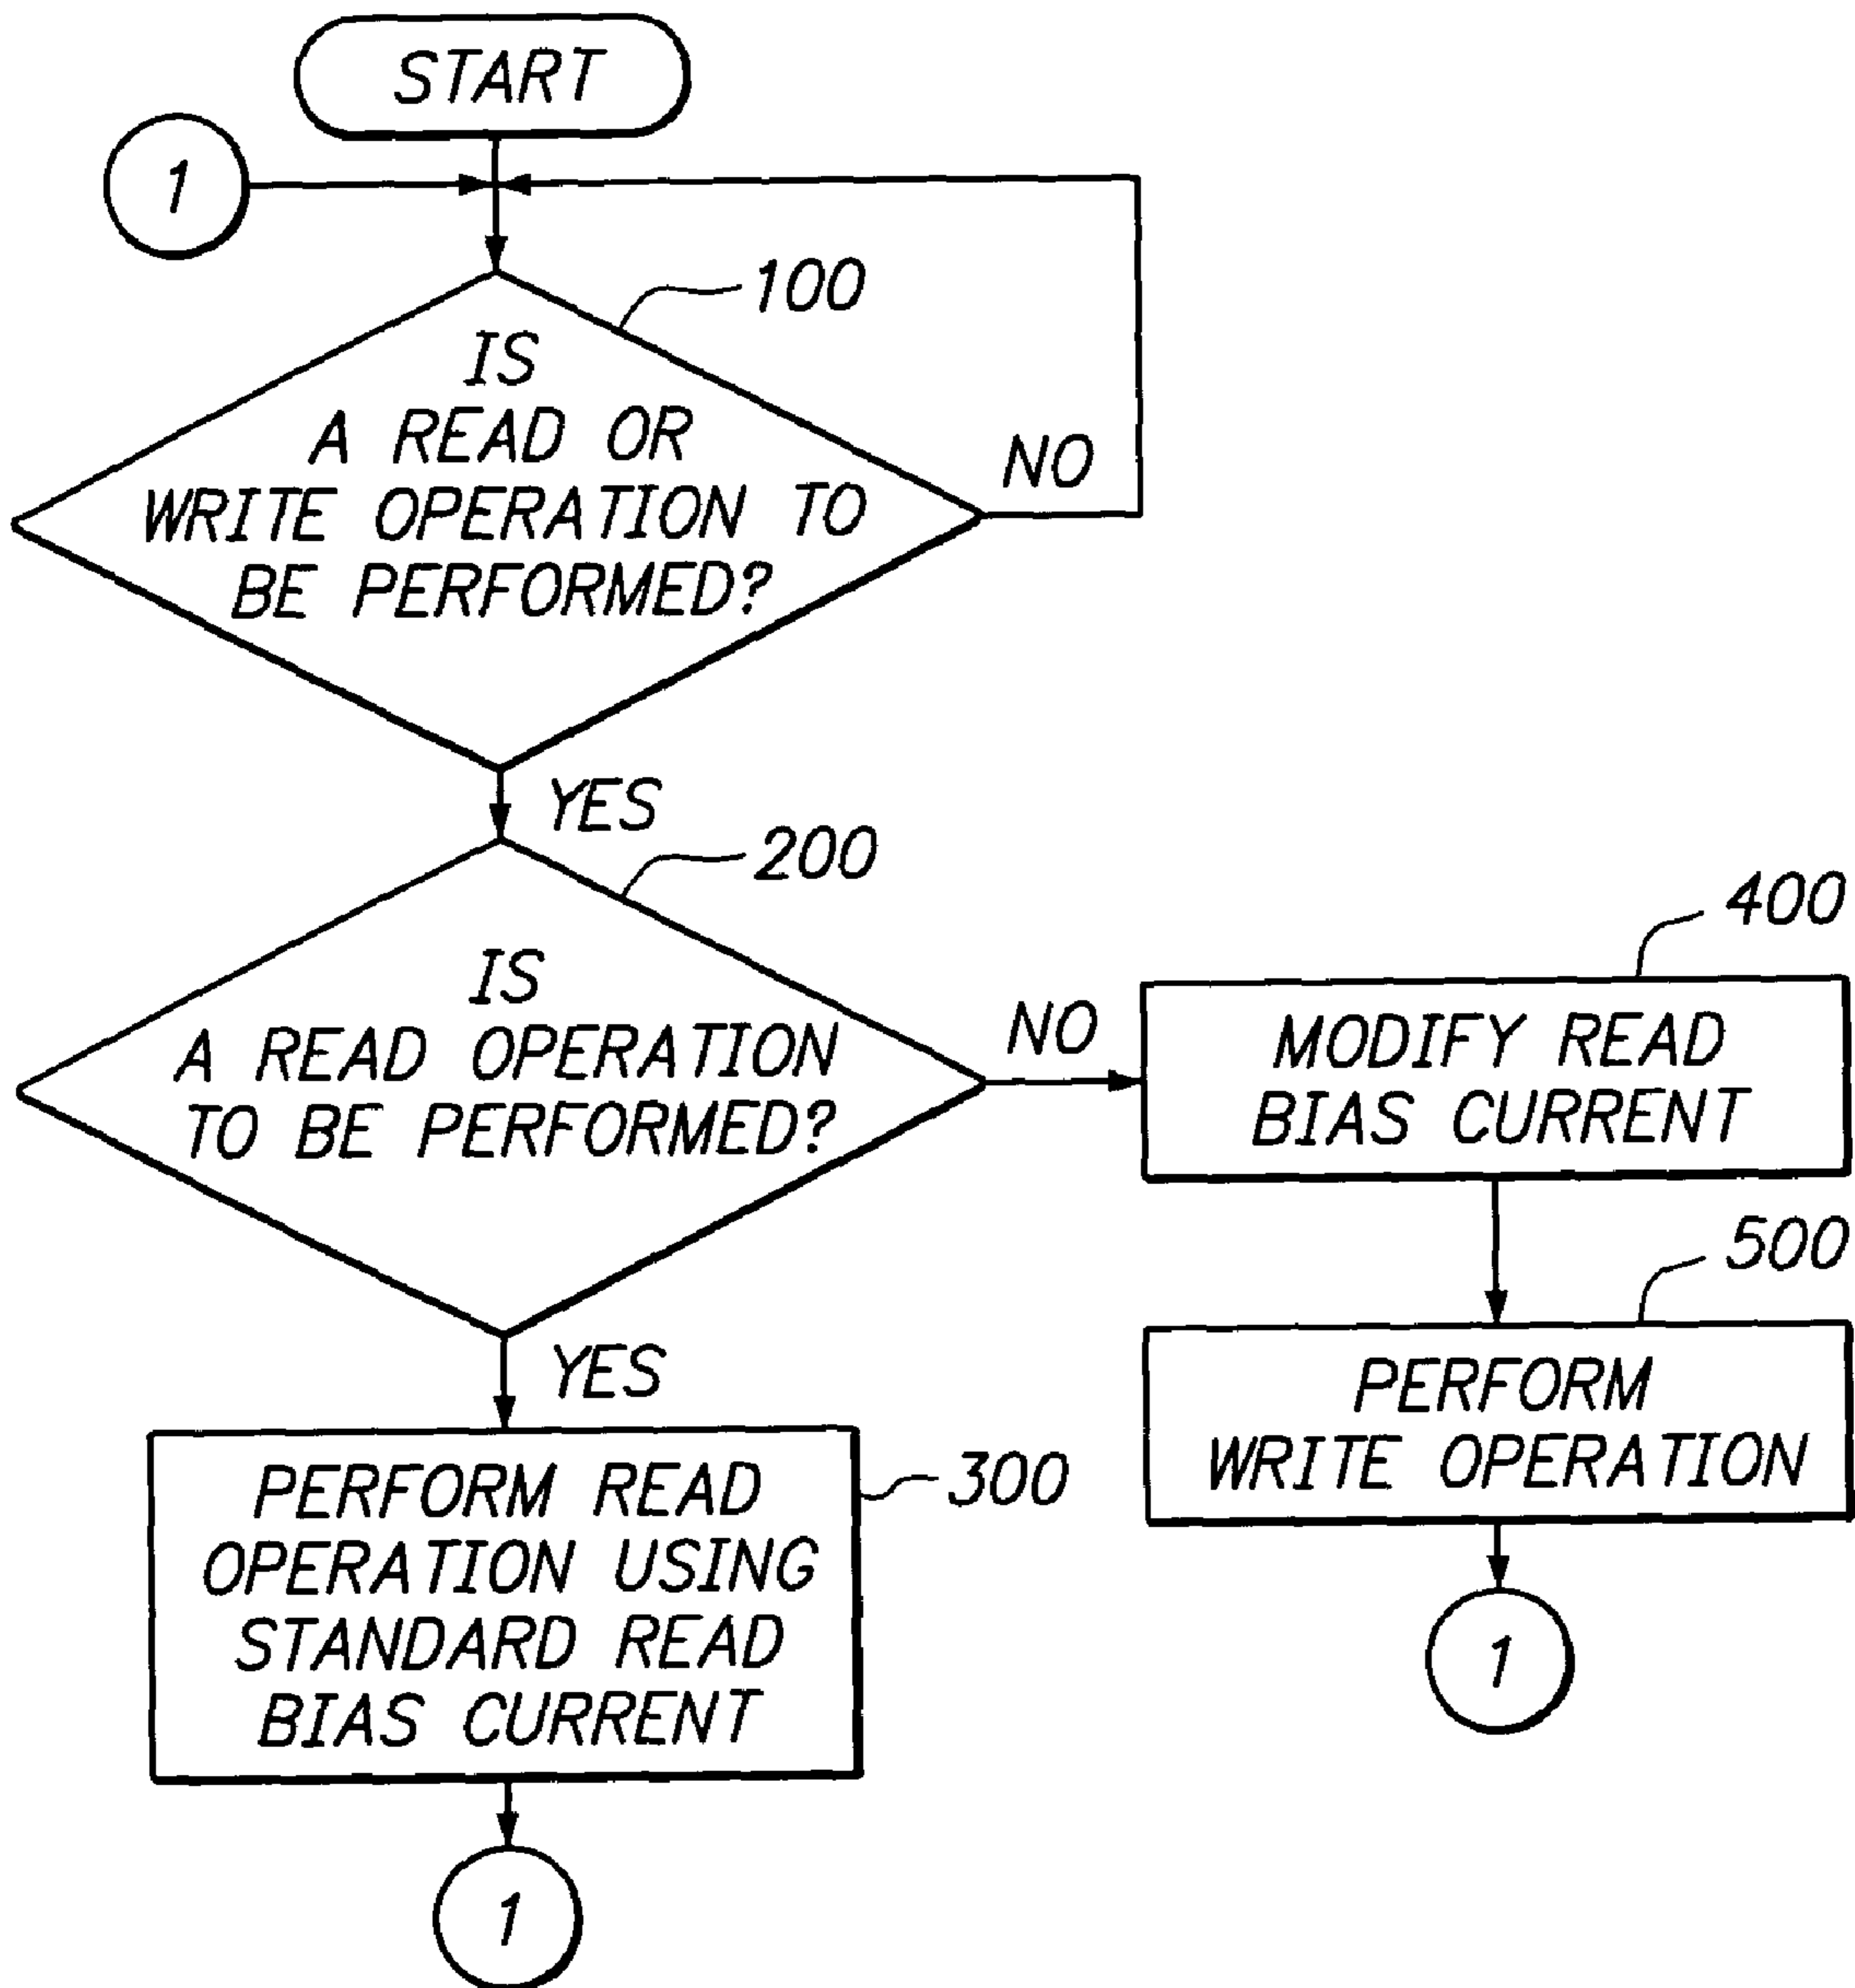 START
1
100
IS
A READ OR
WRITE OPERATION TO
BE PERFORMED?
NO
YES
200
IS
A READ OPERATION
TO BE PERFORMED?
NO
400
MODIFY READ
BIAS CURRENT
500
PERFORM
WRITE OPERATION
1
YES
300
PERFORM READ
OPERATION USING
STANDARD READ
BIAS CURRENT
1